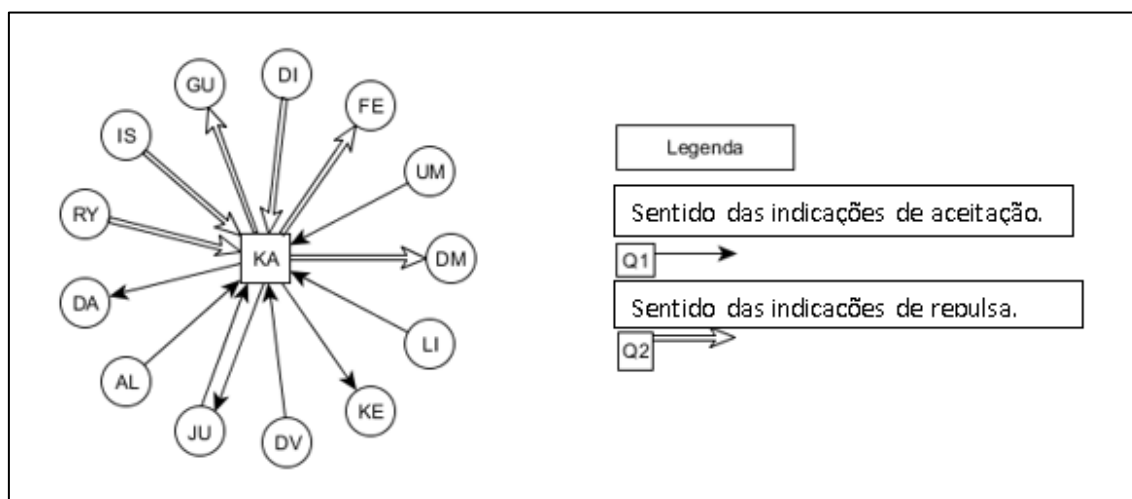 DI
GU
FE
IS
UM
RY
KA
DM
DA
LI
AL
KE
JU
DV
Legenda
Sentido das indicações de aceitação.
Q1
Sentido das indicações de repulsa.
Q2